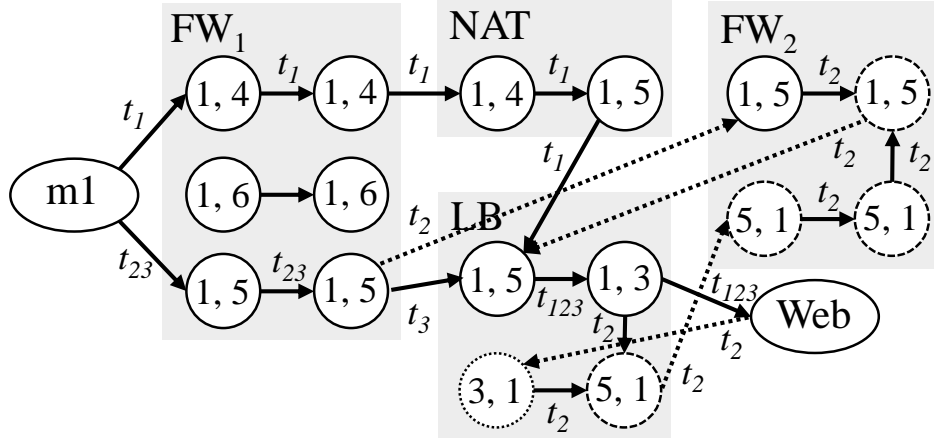 FW1
NAT
FW2
t1
t1
t1
t2
1, 4
1, 4
1, 4
1, 5
1, 5
1, 5
t1
t1
t2
t2
m1
1, 6
1, 6
t2
LB
t2
5, 1
5, 1
t23
t23
1, 5
1, 5
1, 5
1, 3
t123
t3
t123
t2
Web
t2
t2
3, 1
5, 1
t2